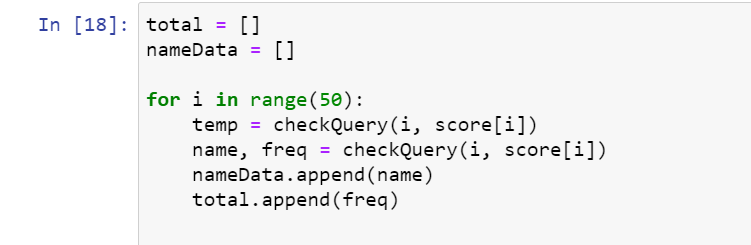 In [18]: total = []
nameData = []
for i in range(50):
    temp = checkQuery(i, score[i])
    name, freq = checkQuery(i, score[i])
    nameData.append(name)
    total.append(freq)